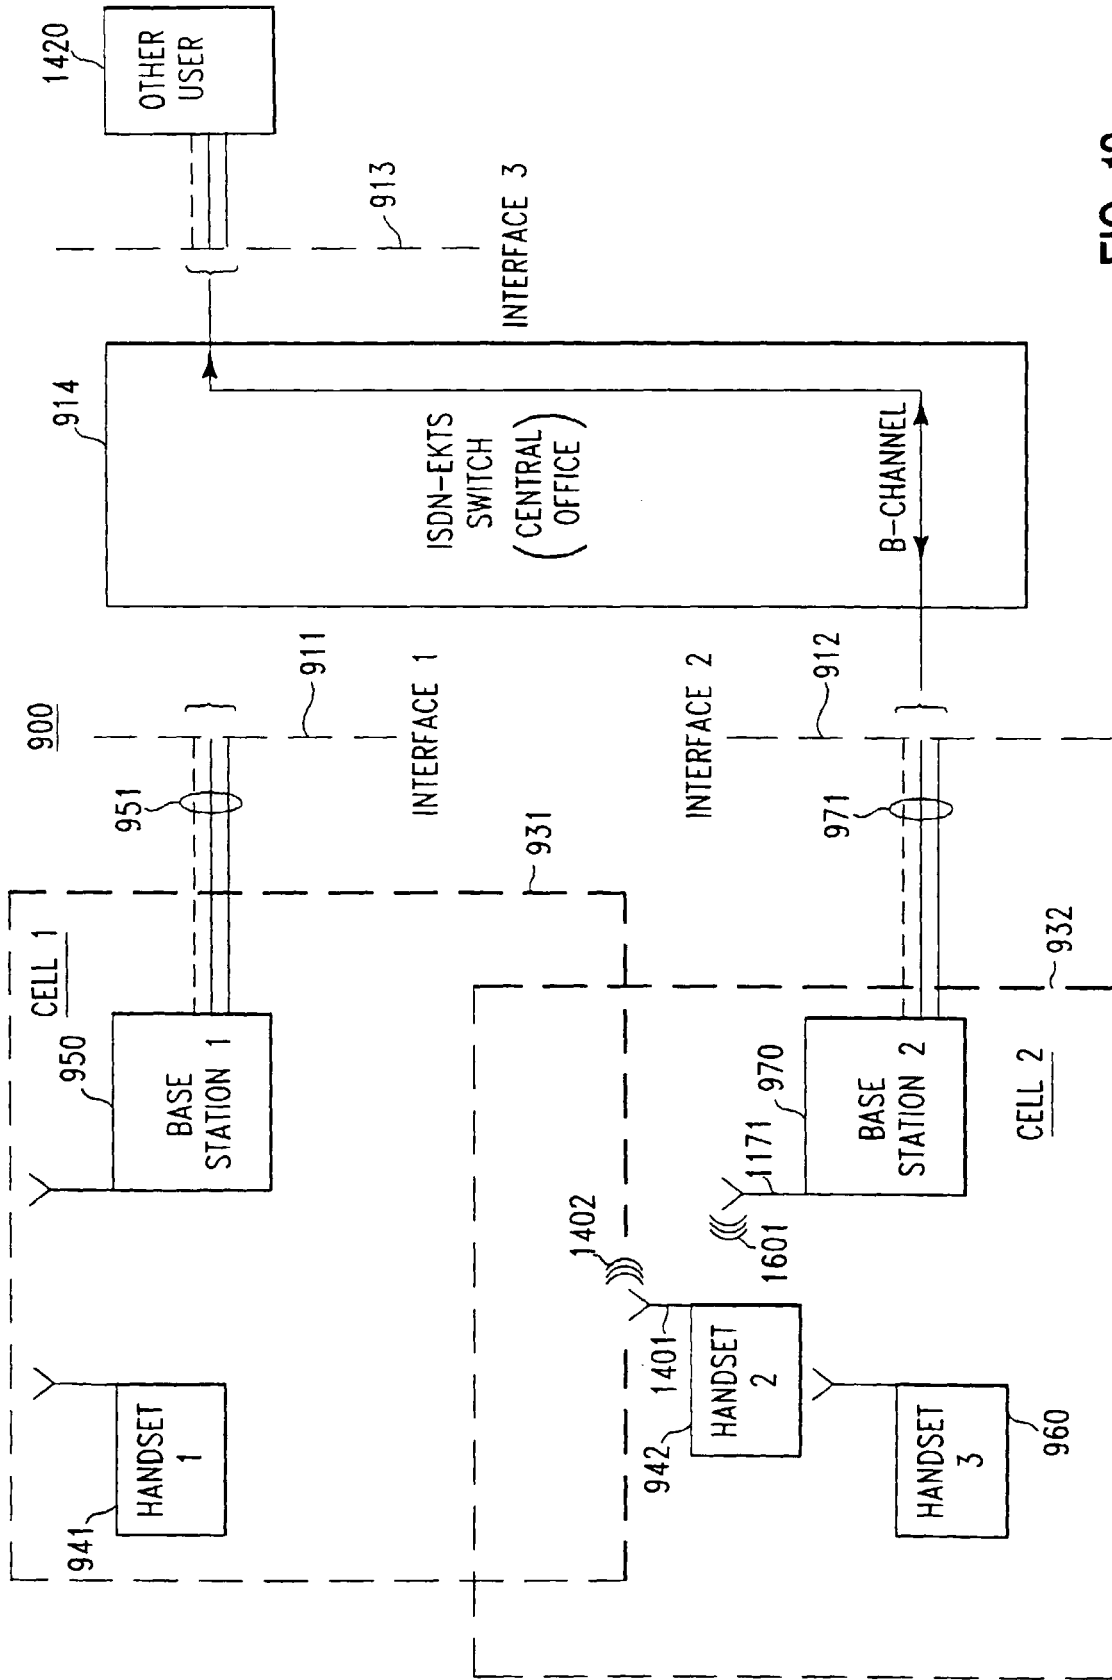 CELL 1
900
1420
941
HANDSET
1
950
BASE
STATION 1
951
OTHER
USER
914
911
INTERFACE 1
931
913
INTERFACE 3
ISDN-EKTS
SWITCH
(CENTRAL
OFFICE)
1402
1401
942
HANDSET
2
INTERFACE 2
912
1601
1171
970
BASE
STATION 2
971
B-CHANNEL
HANDSET
3
960
CELL 2
932
FIG.